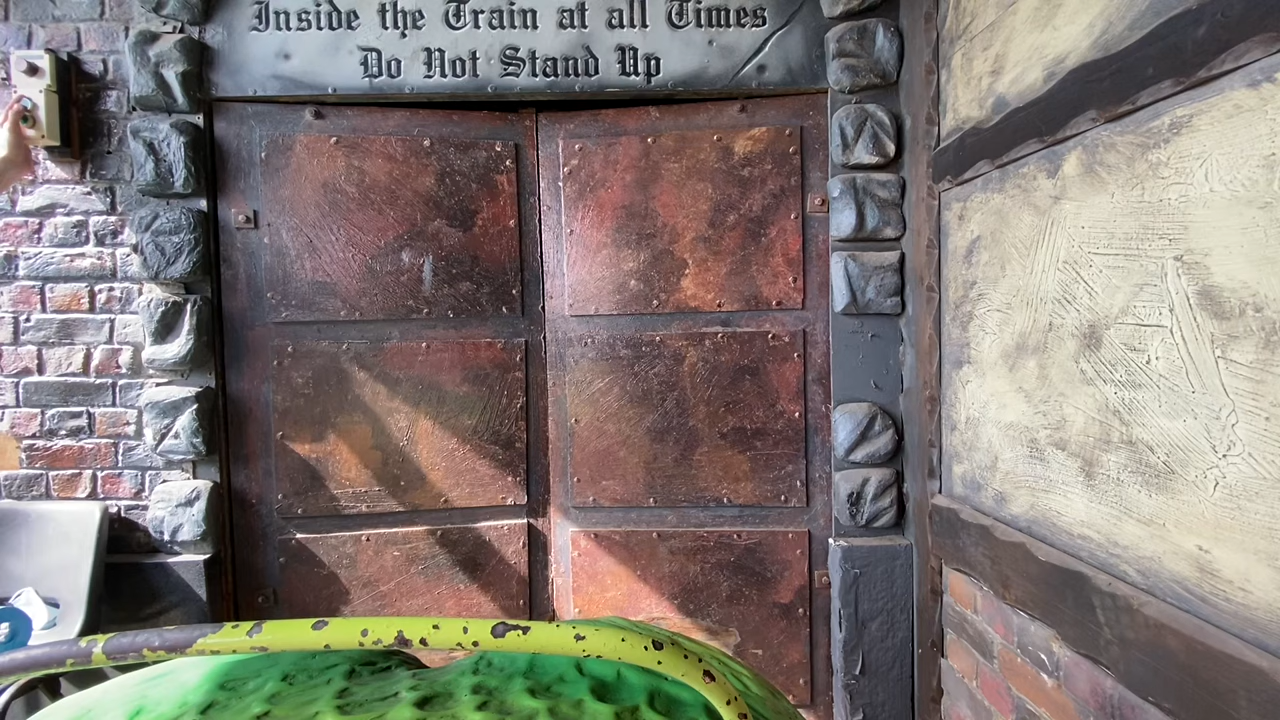 Inside the Train at all Times
Do Not Stand Up